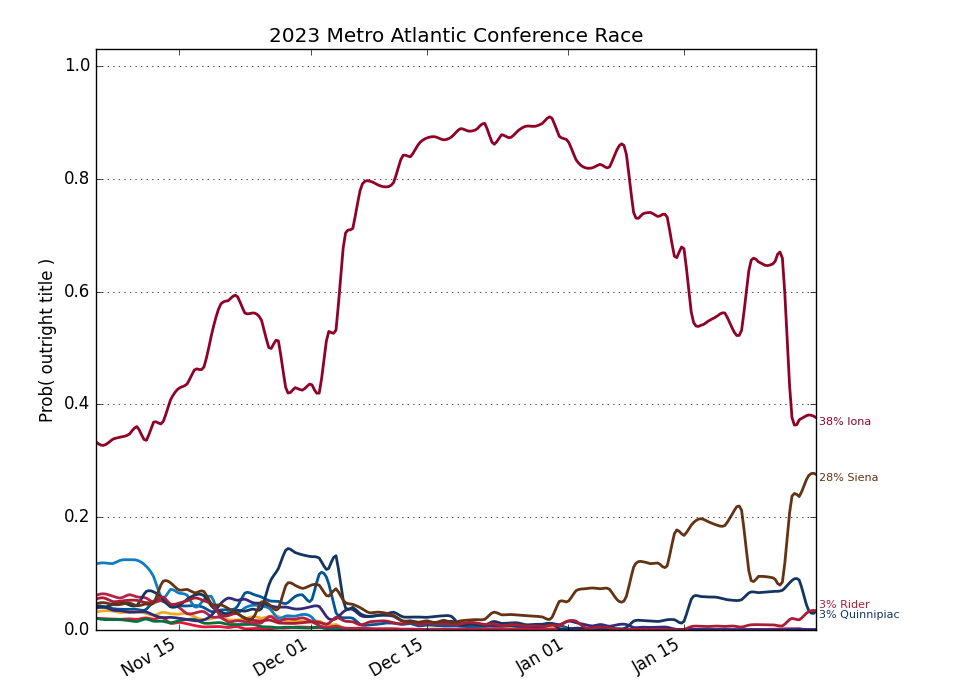 2023 Metro Atlantic Conference Race
1.0
0.8
0.6
0.4
0.2
0.0
Prob( outright title )
38% Iona
28% Siena
3% Rider
3% Quinnipiac
Nov 15
Dec 01
Dec 15
Jan 01
Jan 15